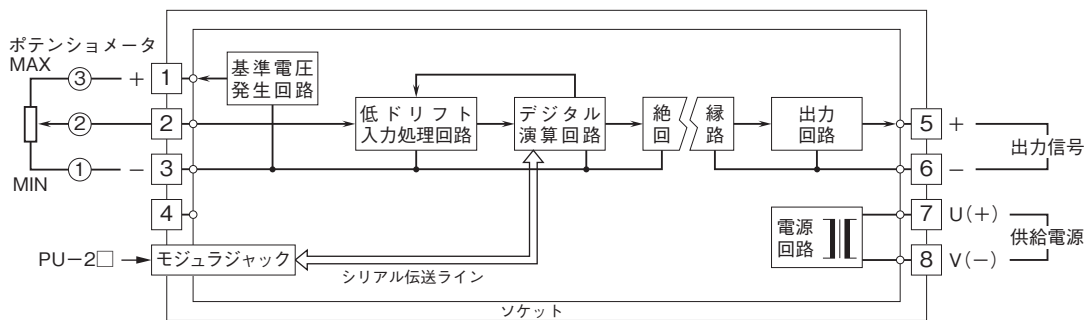 ポテンショメータ
MAX
③
+
1
基準電圧
発生回路
②
2
低ドリフト
入力処理回路
デジタル
演算回路
絶縁
回路
出力
回路
5
+
出力信号
①
−
3
6
−
MIN
4
電源
回路
7
U(+)
供給電源
8
V(−)
PU−2□
モジュラジャック
シリアル伝送ライン
ソケット